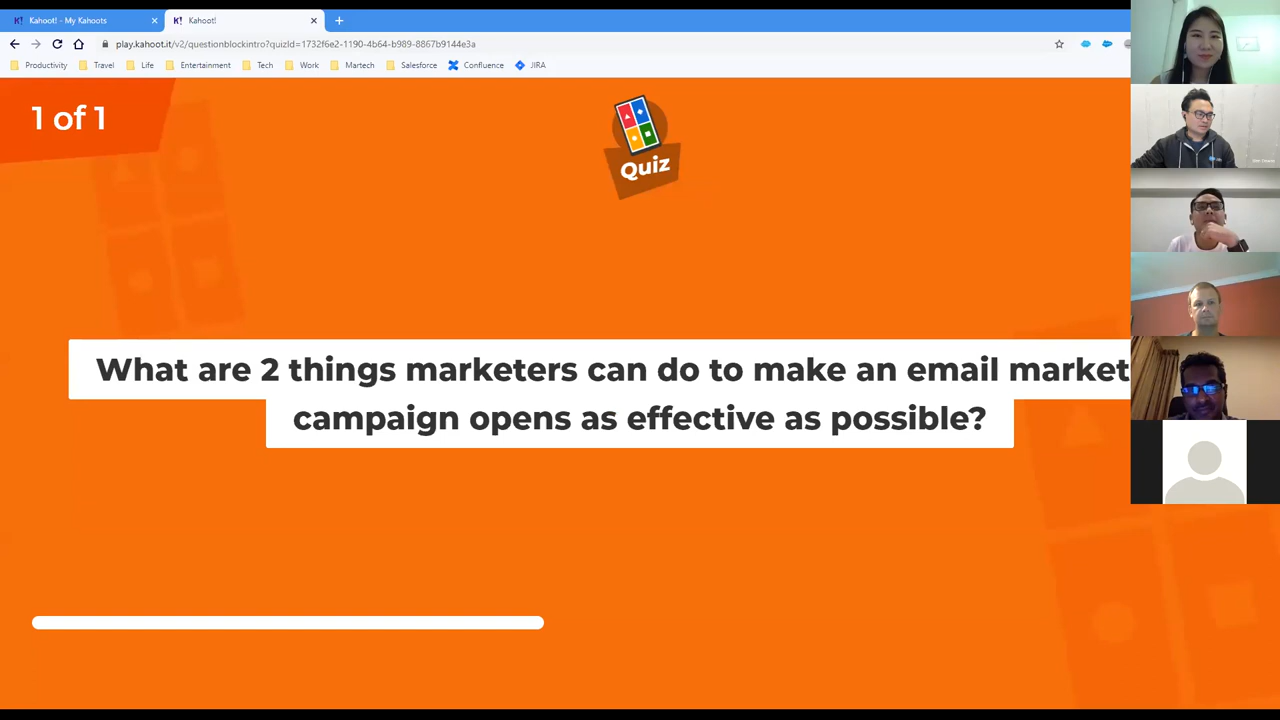 Kahoot! - My Kahoots
Kahoot!
play.kahoot.it/v2/questionblockintro?quizId=1732f6e2-1190-4b64-b989-8867b9144e3a
Productivity Travel Life Entertainment Tech Work Martech Salesforce Confluence JIRA
1 of 1
Quiz
What are 2 things marketers can do to make an email market
campaign opens as effective as possible?